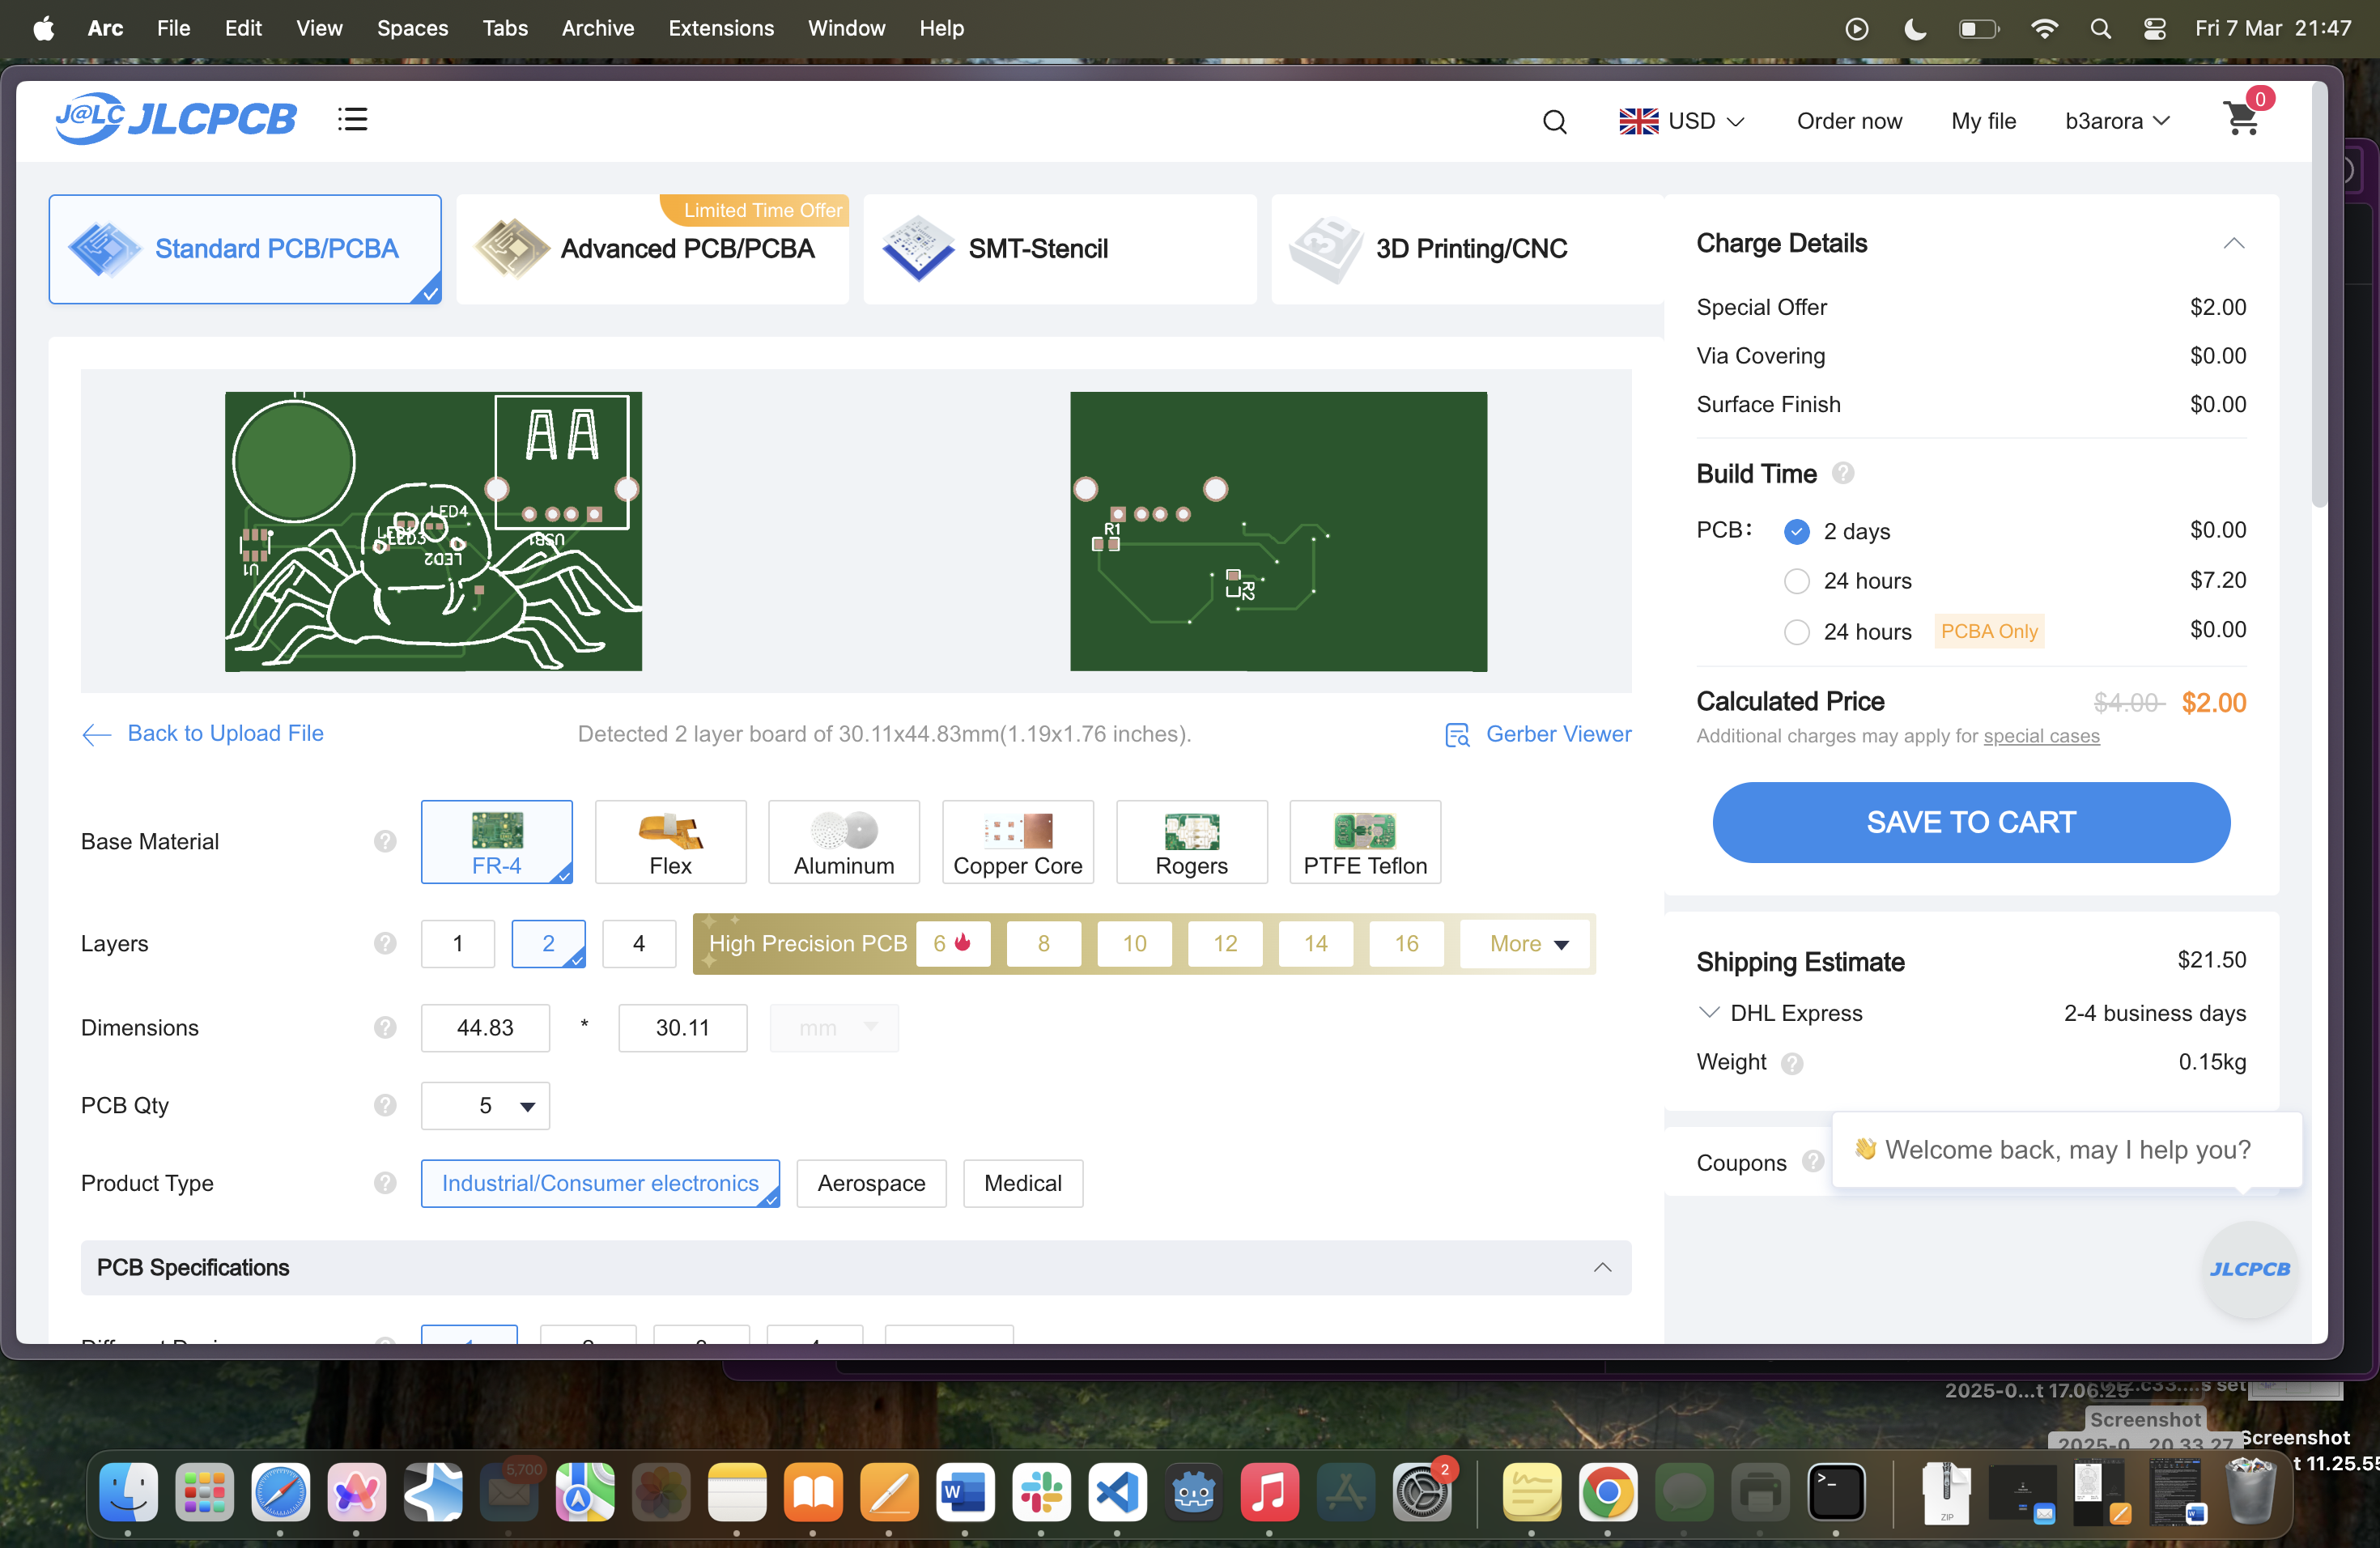 Arc File Edit View Spaces Tabs Archive Extensions Window Help Fri 7 Mar 21:47
J@LC JLCPCB USD Order now My file b3arora 0
Standard PCB/PCBA
Limited Time Offer
Advanced PCB/PCBA
SMT-Stencil
3D Printing/CNC
AA
LED4
LED3
LED2
USB1
U1
R1
R2
Back to Upload File
Detected 2 layer board of 30.11x44.83mm(1.19x1.76 inches).
Gerber Viewer
Base Material ? FR-4 Flex Aluminum Copper Core Rogers PTFE Teflon
Layers ? 1 2 4 High Precision PCB 6 8 10 12 14 16 More
Dimensions ? 44.83 * 30.11 mm
PCB Qty ? 5
Product Type ? Industrial/Consumer electronics Aerospace Medical
PCB Specifications
Charge Details
Special Offer $2.00
Via Covering $0.00
Surface Finish $0.00
Build Time ?
PCB: 2 days $0.00
24 hours $7.20
24 hours PCBA Only $0.00
Calculated Price $4.00 $2.00
Additional charges may apply for special cases
SAVE TO CART
Shipping Estimate $21.50
DHL Express 2-4 business days
Weight ? 0.15kg
Coupons ?
👋 Welcome back, may I help you?
JLCPCB
2025-0...t 17.06.25
Screenshot
Screenshot
t 11.25.55
5,700
2
ZIP